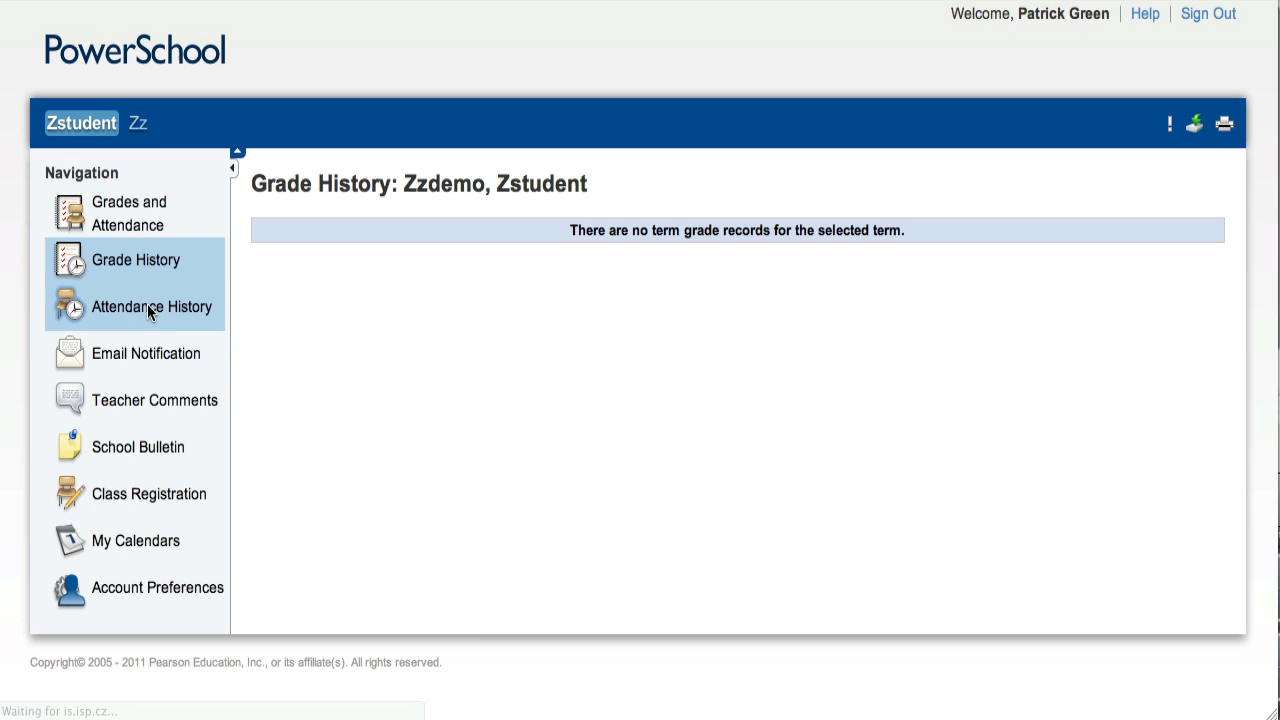 Welcome, Patrick Green | Help | Sign Out
PowerSchool
Zstudent Zz
!
Navigation
Grades and
Attendance
Grade History
Attendance History
Email Notification
Teacher Comments
School Bulletin
Class Registration
My Calendars
Account Preferences
Grade History: Zzdemo, Zstudent
There are no term grade records for the selected term.
Copyright© 2005 - 2011 Pearson Education, Inc., or its affiliate(s). All rights reserved.
Waiting for is.isp.cz...